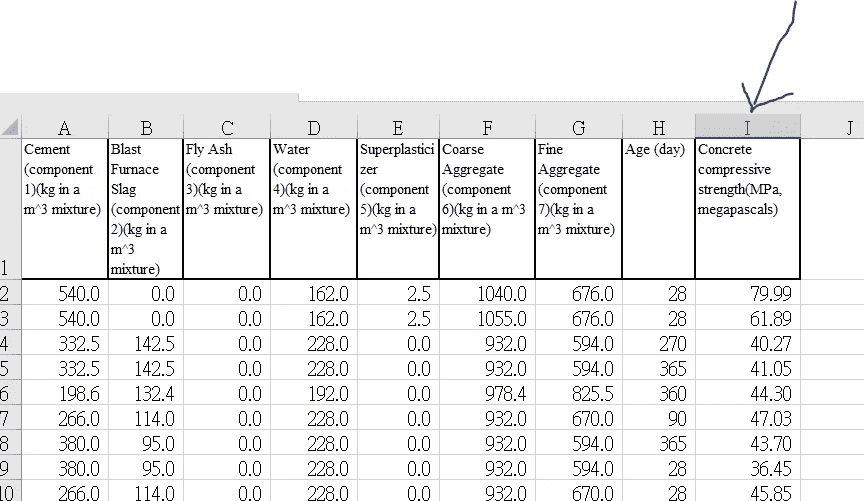 A B C D E F G H I J
Cement Blast Fly Ash Water Superplastici Coarse Fine Age (day) Concrete
(component Furnace (component (component zer Aggregate Aggregate compressive
1)(kg in a Slag 3)(kg in a 4)(kg in a (component (component (component strength(MPa,
m^3 mixture) (component m^3 mixture) m^3 mixture) 5)(kg in a 6)(kg in a m^3 7)(kg in a megapascals)
2)(kg in a m^3 mixture) mixture) m^3 mixture)
m^3
1 mixture)
2 540.0 0.0 0.0 162.0 2.5 1040.0 676.0 28 79.99
3 540.0 0.0 0.0 162.0 2.5 1055.0 676.0 28 61.89
4 332.5 142.5 0.0 228.0 0.0 932.0 594.0 270 40.27
5 332.5 142.5 0.0 228.0 0.0 932.0 594.0 365 41.05
6 198.6 132.4 0.0 192.0 0.0 978.4 825.5 360 44.30
7 266.0 114.0 0.0 228.0 0.0 932.0 670.0 90 47.03
8 380.0 95.0 0.0 228.0 0.0 932.0 594.0 365 43.70
9 380.0 95.0 0.0 228.0 0.0 932.0 594.0 28 36.45
10 266.0 114.0 0.0 228.0 0.0 932.0 670.0 28 45.85